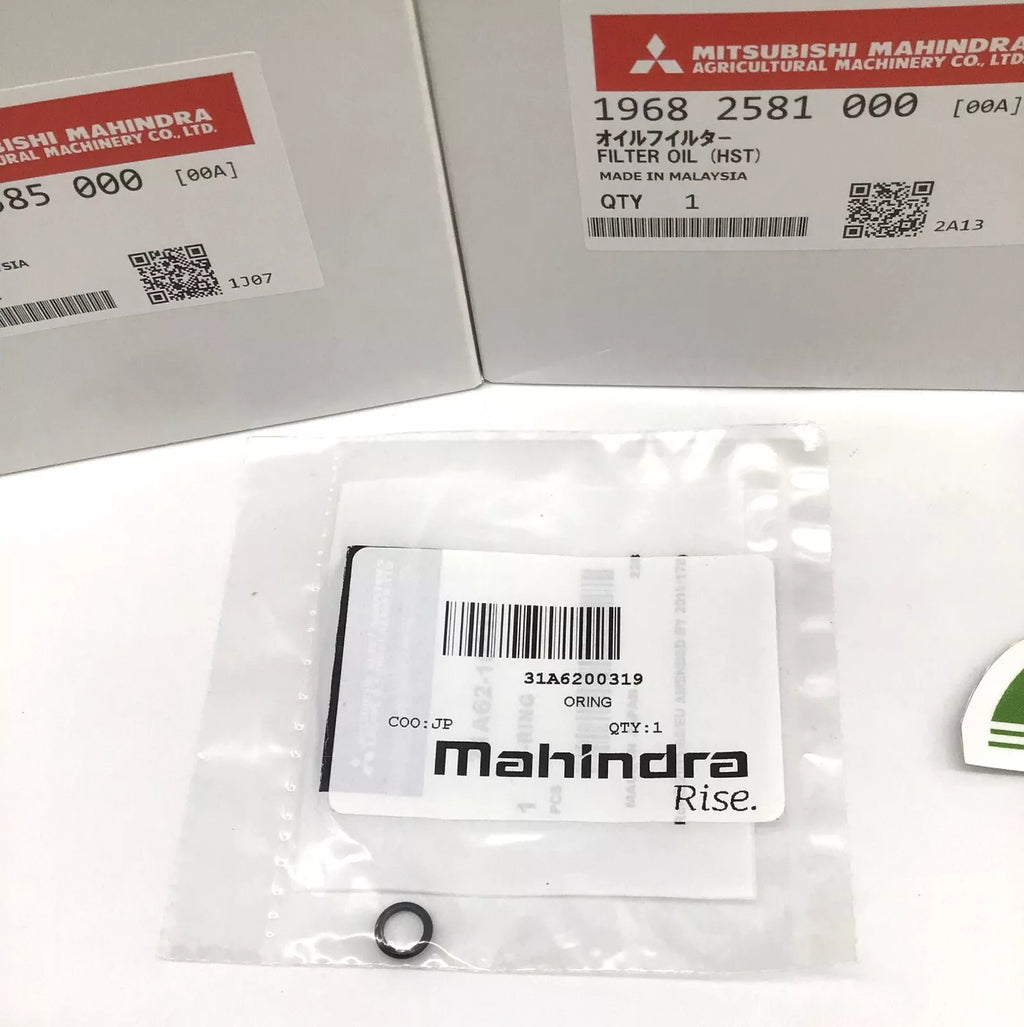 BISHI MAHINDRA
URAL MACHINERY CO., LTD.
85 000 [00A]
SIA
1J07
MITSUBISHI MAHINDRA
AGRICULTURAL MACHINERY CO., LTD.
1968 2581 000 [00A]
オイルフイルター
FILTER OIL (HST)
MADE IN MALAYSIA
QTY 1
2A13
31A6200319
ORING
COO:JP QTY:1
Mahindra
Rise.